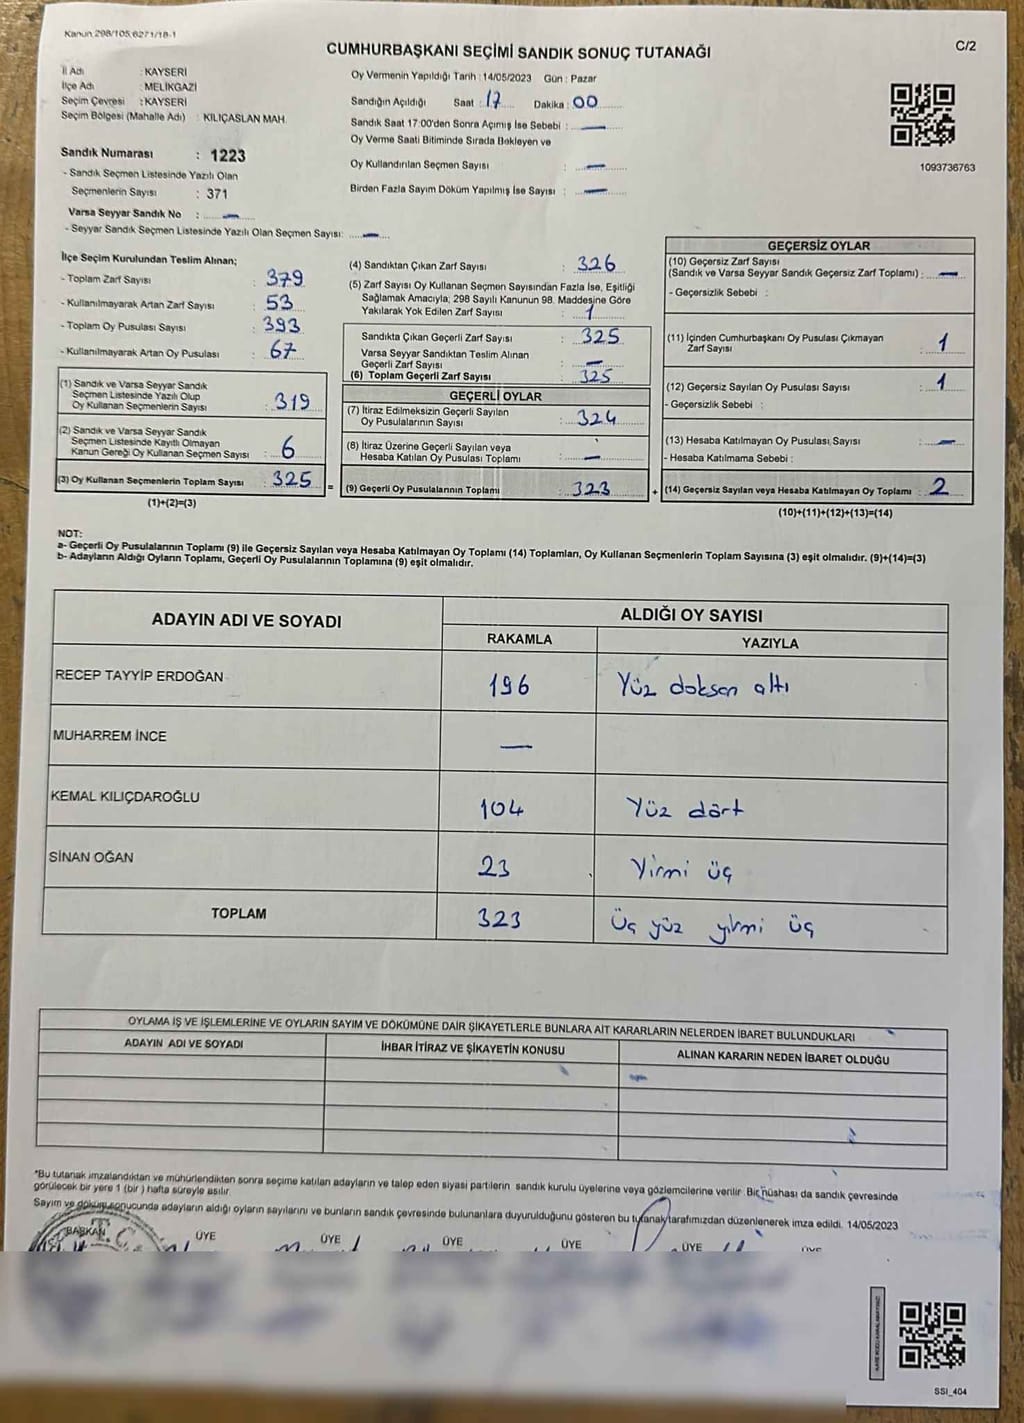 Kanun 298/105,6271/18-1
C/2
CUMHURBAŞKANI SEÇİMİ SANDIK SONUÇ TUTANAĞI
İl Adı : KAYSERİ
İlçe Adı : MELİKGAZİ
Seçim Çevresi : KAYSERİ
Seçim Bölgesi (Mahalle Adı) : KILIÇASLAN MAH.
Sandık Numarası : 1223
- Sandık Seçmen Listesinde Yazılı Olan
Seçmenlerin Sayısı : 371
Varsa Seyyar Sandık No : —
- Seyyar Sandık Seçmen Listesinde Yazılı Olan Seçmen Sayısı: —
Oy Vermenin Yapıldığı Tarih : 14/05/2023 Gün : Pazar
Sandığın Açıldığı Saat : 17 Dakika : 00
Sandık Saat 17:00'den Sonra Açımış İse Sebebi : —
Oy Verme Saati Bitiminde Sırada Bekleyen ve
Oy Kullandırılan Seçmen Sayısı : —
Birden Fazla Sayım Döküm Yapılmış İse Sayısı : —
1093736763
İlçe Seçim Kurulundan Teslim Alınan;
- Toplam Zarf Sayısı : 379
- Kullanılmayarak Artan Zarf Sayısı : 53
- Toplam Oy Pusulası Sayısı : 393
- Kullanılmayarak Artan Oy Pusulası : 67
(1) Sandık ve Varsa Seyyar Sandık
Seçmen Listesinde Yazılı Olup
Oy Kullanan Seçmenlerin Sayısı : 319
(2) Sandık ve Varsa Seyyar Sandık
Seçmen Listesinde Kayıtlı Olmayan
Kanun Gereği Oy Kullanan Seçmen Sayısı : 6
(3) Oy Kullanan Seçmenlerin Toplam Sayısı : 325 =
(1)+(2)=(3)
(4) Sandıktan Çıkan Zarf Sayısı : 326
(5) Zarf Sayısı Oy Kullanan Seçmen Sayısından Fazla İse, Eşitliği
Sağlamak Amacıyla; 298 Sayılı Kanunun 98. Maddesine Göre
Yakılarak Yok Edilen Zarf Sayısı : 1
Sandıkta Çıkan Geçerli Zarf Sayısı : 325
Varsa Seyyar Sandıktan Teslim Alınan
Geçerli Zarf Sayısı : —
(6) Toplam Geçerli Zarf Sayısı : 325
GEÇERLİ OYLAR
(7) İtiraz Edilmeksizin Geçerli Sayılan
Oy Pusulalarının Sayısı : 324
(8) İtiraz Üzerine Geçerli Sayılan veya
Hesaba Katılan Oy Pusulası Toplamı : —
(9) Geçerli Oy Pusulalarının Toplamı : 323 +
GEÇERSİZ OYLAR
(10) Geçersiz Zarf Sayısı
(Sandık ve Varsa Seyyar Sandık Geçersiz Zarf Toplamı) : —
- Geçersizlik Sebebi :
(11) İçinden Cumhurbaşkanı Oy Pusulası Çıkmayan
Zarf Sayısı : 1
(12) Geçersiz Sayılan Oy Pusulası Sayısı : 1
- Geçersizlik Sebebi :
(13) Hesaba Katılmayan Oy Pusulası Sayısı : —
- Hesaba Katılmama Sebebi :
(14) Geçersiz Sayılan veya Hesaba Katılmayan Oy Toplamı : 2
(10)+(11)+(12)+(13)=(14)
NOT:
a- Geçerli Oy Pusulalarının Toplamı (9) ile Geçersiz Sayılan veya Hesaba Katılmayan Oy Toplamı (14) Toplamları, Oy Kullanan Seçmenlerin Toplam Sayısına (3) eşit olmalıdır. (9)+(14)=(3)
b- Adayların Aldığı Oyların Toplamı, Geçerli Oy Pusulalarının Toplamına (9) eşit olmalıdır.
ADAYIN ADI VE SOYADI ALDIĞI OY SAYISI
RAKAMLA YAZIYLA
RECEP TAYYİP ERDOĞAN 196 Yüz doksan altı
MUHARREM İNCE —
KEMAL KILIÇDAROĞLU 104 Yüz dört
SİNAN OĞAN 23 Yirmi üç
TOPLAM 323 Üç yüz yirmi üç
OYLAMA İŞ VE İŞLEMLERİNE VE OYLARIN SAYIM VE DÖKÜMÜNE DAİR ŞİKAYETLERLE BUNLARA AİT KARARLARIN NELERDEN İBARET BULUNDUKLARI
ADAYIN ADI VE SOYADI İHBAR İTİRAZ VE ŞİKAYETİN KONUSU ALINAN KARARIN NEDEN İBARET OLDUĞU
*Bu tutanak imzalandıktan ve mühürlendikten sonra seçime katılan adayların ve talep eden siyasi partilerin sandık kurulu üyelerine veya gözlemcilerine verilir. Bir nüshası da sandık çevresinde
görülecek bir yere 1 (bir) hafta süreyle asılır.
Sayım ve döküm sonucunda adayların aldığı oyların sayılarını ve bunların sandık çevresinde bulunanlara duyurulduğunu gösteren bu tutanak tarafımızdan düzenlenerek imza edildi. 14/05/2023
BAŞKAN ÜYE ÜYE ÜYE ÜYE ÜYE ÜYE
T.C.
SSI_404